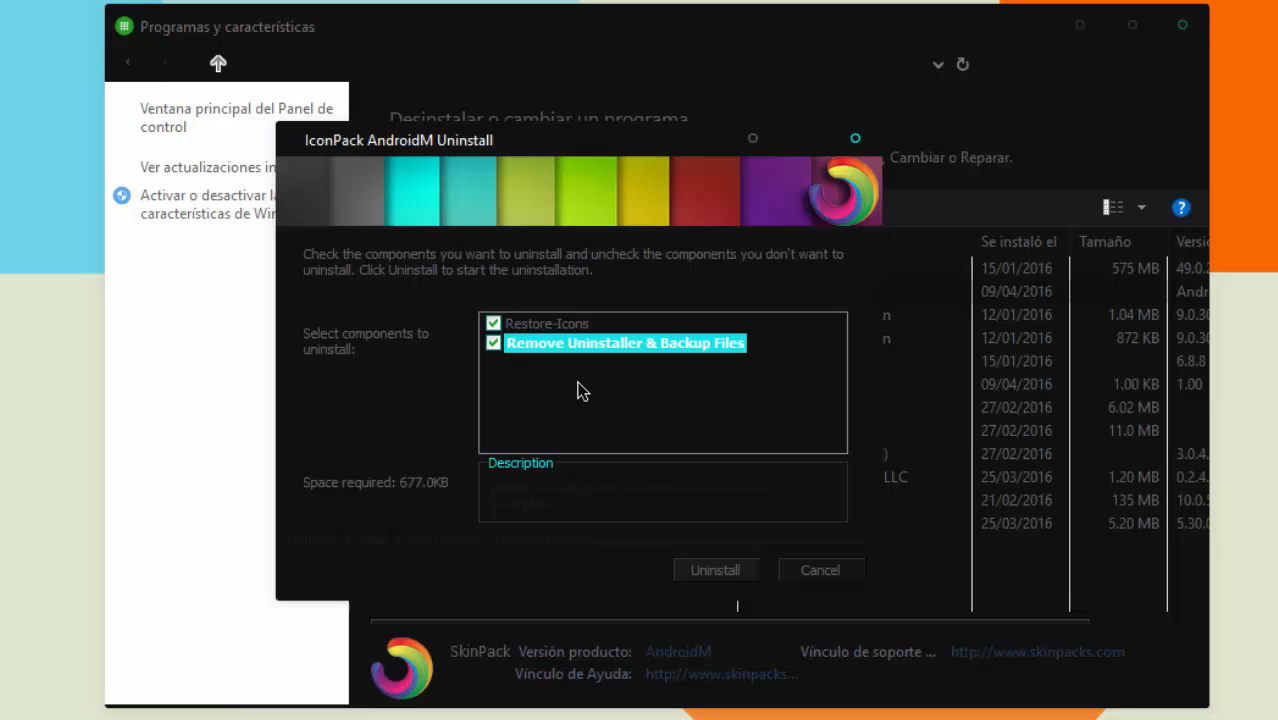 Programas y características
Ventana principal del Panel de
control
Ver actualizaciones in
Activar o desactivar la
características de Win
Desinstalar o cambiar un programa
, Cambiar o Reparar.
IconPack AndroidM Uninstall
Check the components you want to uninstall and uncheck the components you don't want to
uninstall. Click Uninstall to start the uninstallation.
Select components to
uninstall:
Restore-Icons
Remove Uninstaller & Backup Files
Description
Space required: 677.0KB
Uninstall
Cancel
Se instaló el Tamaño Versió
15/01/2016 575 MB 49.0.2
09/04/2016 Andr
n 12/01/2016 1.04 MB 9.0.30
n 12/01/2016 872 KB 9.0.30
15/01/2016 6.8.8
09/04/2016 1.00 KB 1.00
27/02/2016 6.02 MB
27/02/2016 11.0 MB
) 27/02/2016 3.0.4.
LLC 25/03/2016 1.20 MB 0.2.4.
21/02/2016 135 MB 10.0.5
25/03/2016 5.20 MB 5.30.0
SkinPack Versión producto: AndroidM Vínculo de soporte ... http://www.skinpacks.com
Vínculo de Ayuda: http://www.skinpacks...